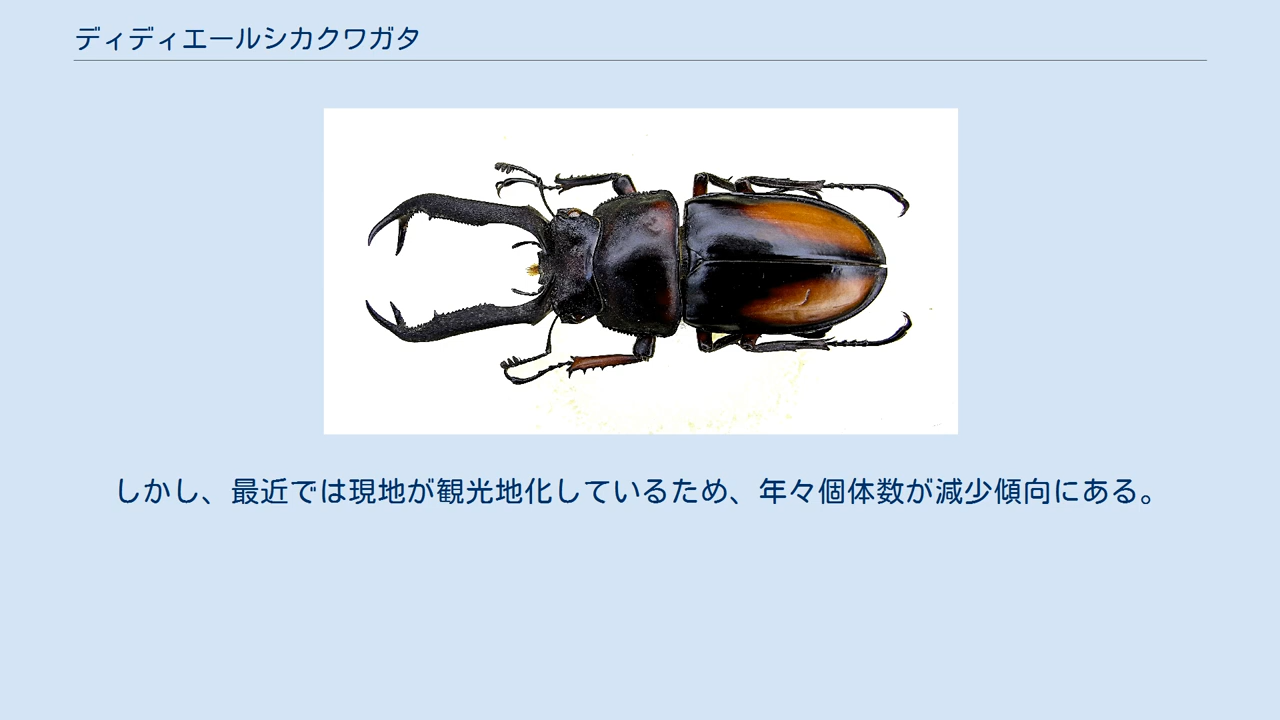 ディディエールシカクワガタ
しかし、最近では現地が観光地化しているため、年々個体数が減少傾向にある。